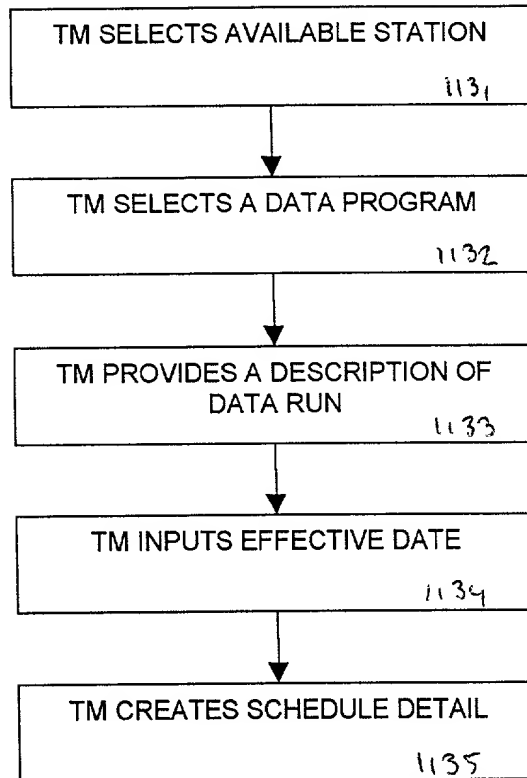 TM SELECTS AVAILABLE STATION
1131
TM SELECTS A DATA PROGRAM
1132
TM PROVIDES A DESCRIPTION OF
DATA RUN
1133
TM INPUTS EFFECTIVE DATE
1134
TM CREATES SCHEDULE DETAIL
1135